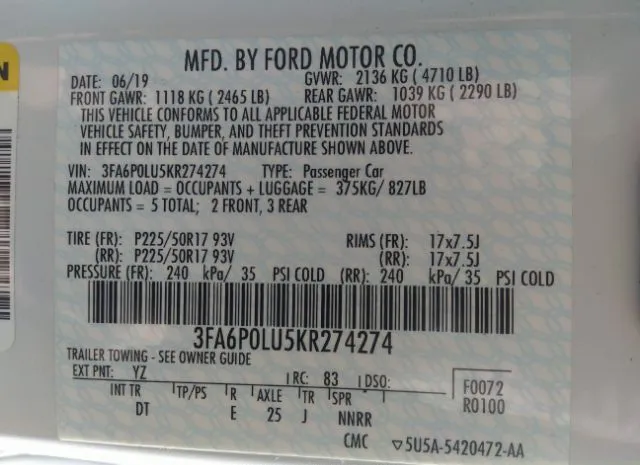 N
MFD. BY FORD MOTOR CO.
DATE: 06/19 GVWR: 2136 KG ( 4710 LB)
FRONT GAWR: 1118 KG ( 2465 LB) REAR GAWR: 1039 KG ( 2290 LB)
THIS VEHICLE CONFORMS TO ALL APPLICABLE FEDERAL MOTOR
VEHICLE SAFETY, BUMPER, AND THEFT PREVENTION STANDARDS
IN EFFECT ON THE DATE OF MANUFACTURE SHOWN ABOVE.
VIN: 3FA6P0LU5KR274274 TYPE: Passenger Car
MAXIMUM LOAD = OCCUPANTS + LUGGAGE = 375KG/ 827LB
OCCUPANTS = 5 TOTAL; 2 FRONT, 3 REAR
TIRE (FR): P225/50R17 93V RIMS (FR): 17x7.5J
(RR): P225/50R17 93V (RR): 17x7.5J
PRESSURE (FR): 240 kPa/ 35 PSI COLD (RR): 240 kPa/ 35 PSI COLD
3FA6P0LU5KR274274
TRAILER TOWING - SEE OWNER GUIDE
EXT PNT: YZ RC: 83 DSO: F0072
INT TR TP/PS R AXLE TR SPR R0100
DT E 25 J NNRR
CMC ▽5U5A-5420472-AA